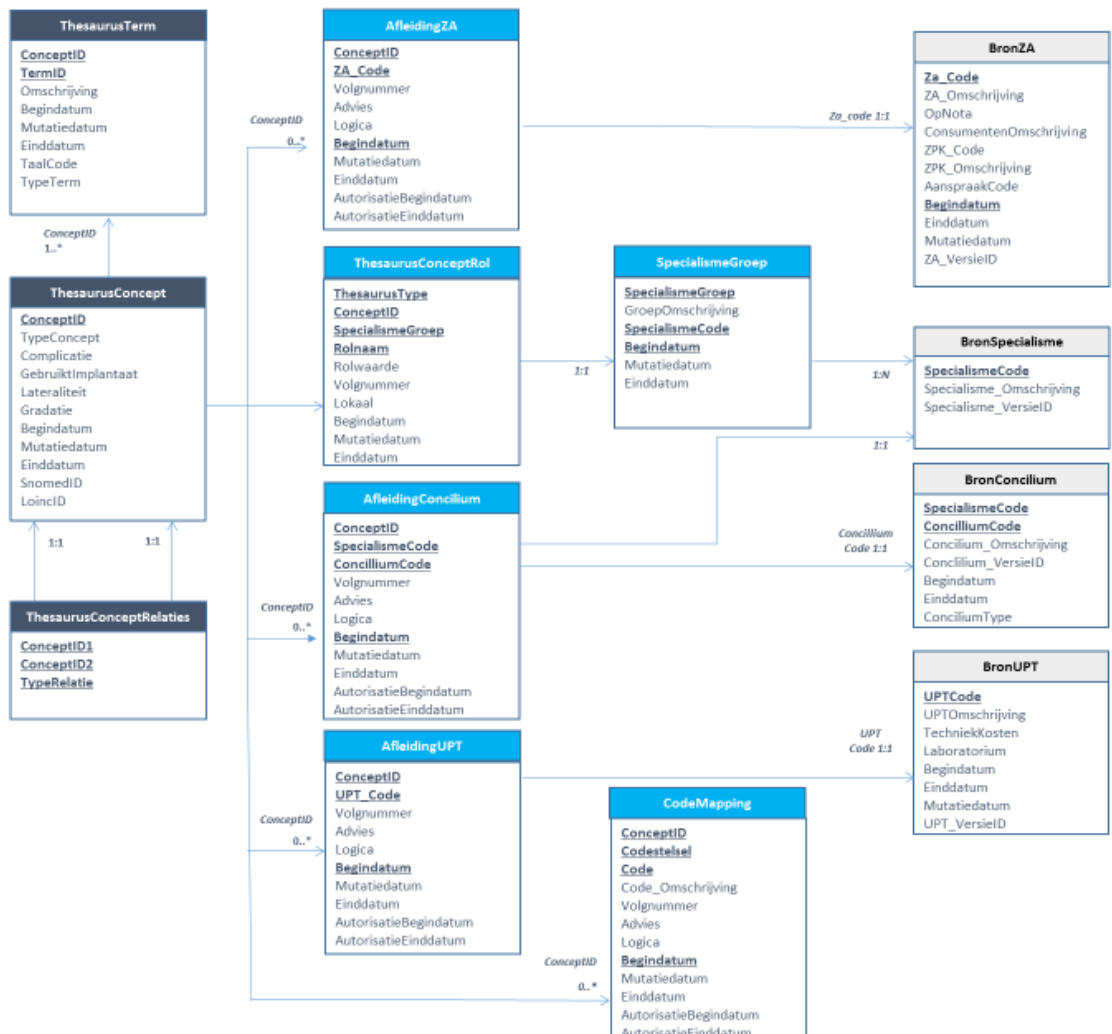 ThesaurusTerm
ConceptID
TermID
Omschrijving
Begindatum
Mutatiedatum
Einddatum
TaalCode
TypeTerm
ConceptID
1..*
ThesaurusConcept
ConceptID
TypeConcept
Complicatie
GebruiktImplantaat
Lateraliteit
Gradatie
Begindatum
Mutatiedatum
Einddatum
SnomedID
LoincID
1:1
1:1
ThesaurusConceptRelaties
ConceptID1
ConceptID2
TypeRelatie
AfleidingZA
ConceptID
ZA_Code
Volgnummer
Advies
Logica
Begindatum
Mutatiedatum
Einddatum
AutorisatieBegindatum
AutorisatieEinddatum
ConceptID
0..*
Za_code 1:1
BronZA
Za_Code
ZA_Omschrijving
OpNota
ConsumentenOmschrijving
ZPK_Code
ZPK_Omschrijving
AanspraakCode
Begindatum
Einddatum
Mutatiedatum
ZA_VersieID
ThesaurusConceptRol
ThesaurusType
ConceptID
SpecialismeGroep
Rolnaam
Rolwaarde
Volgnummer
Lokaal
Begindatum
Mutatiedatum
Einddatum
1:1
SpecialismeGroep
SpecialismeGroep
GroepOmschrijving
SpecialismeCode
Begindatum
Mutatiedatum
Einddatum
1:N
1:1
BronSpecialisme
SpecialismeCode
Specialisme_Omschrijving
Specialisme_VersieID
AfleidingConcilium
ConceptID
SpecialismeCode
ConcilliumCode
Volgnummer
Advies
Logica
Begindatum
Mutatiedatum
Einddatum
AutorisatieBegindatum
AutorisatieEinddatum
ConceptID
0..*
Concillium
Code 1:1
BronConcilium
SpecialismeCode
ConcilliumCode
Concilium_Omschrijving
Conclilium_VersieID
Begindatum
Einddatum
ConciliumType
AfleidingUPT
ConceptID
UPT_Code
Volgnummer
Advies
Logica
Begindatum
Mutatiedatum
Einddatum
AutorisatieBegindatum
AutorisatieEinddatum
ConceptID
0..*
UPT
Code 1:1
BronUPT
UPTCode
UPTOmschrijving
TechniekKosten
Laboratorium
Begindatum
Einddatum
Mutatiedatum
UPT_VersieID
CodeMapping
ConceptID
Codestelsel
Code
Code_Omschrijving
Volgnummer
Advies
Logica
Begindatum
Mutatiedatum
Einddatum
AutorisatieBegindatum
AutorisatieEinddatum
ConceptID
0..*